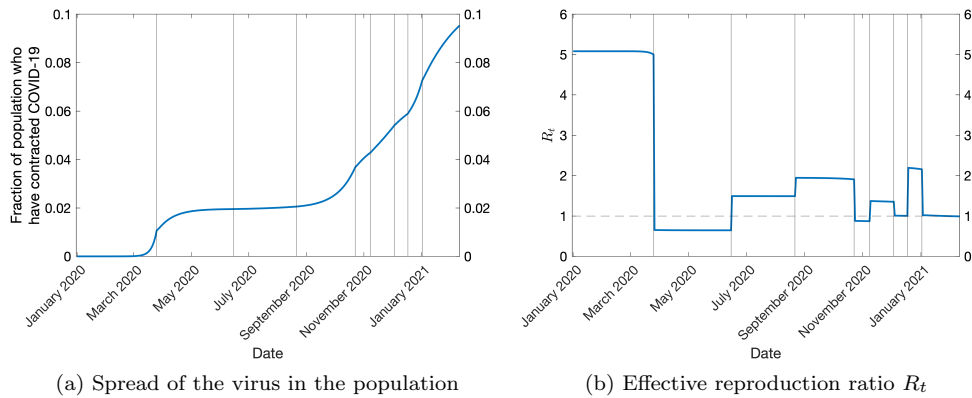 Fraction of population who
have contracted COVID-19
0.1
0.08
0.06
0.04
0.02
0
0.1
0.08
0.06
0.04
0.02
0
January 2020
March 2020
May 2020
July 2020
September 2020
November 2020
January 2021
Date
(a) Spread of the virus in the population
R_t
6
5
4
3
2
1
0
6
5
4
3
2
1
0
January 2020
March 2020
May 2020
July 2020
September 2020
November 2020
January 2021
Date
(b) Effective reproduction ratio R_t